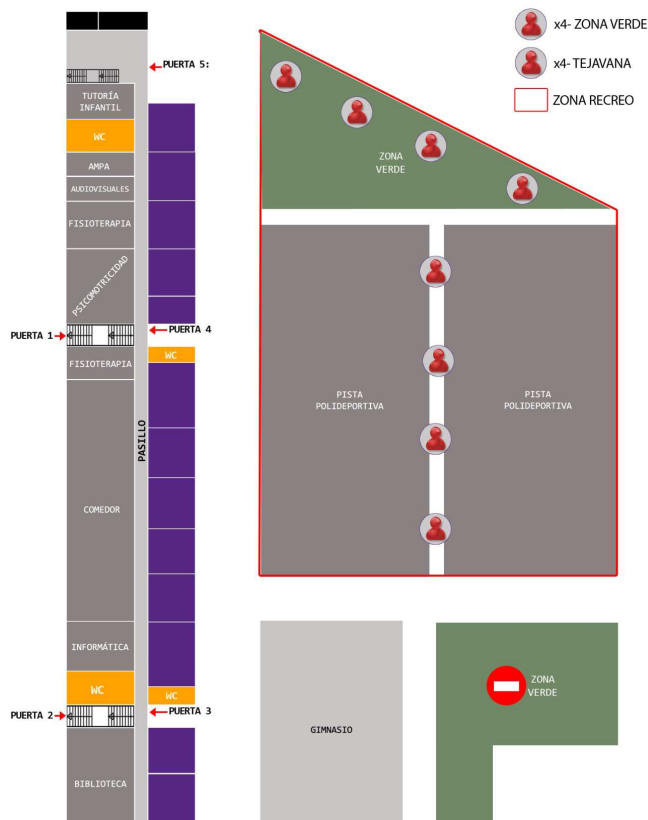 PUERTA 5:
TUTORÍA
INFANTIL
WC
AMPA
AUDIOVISUALES
FISIOTERAPIA
PSICOMOTRICIDAD
PUERTA 1
PUERTA 4
FISIOTERAPIA
WC
PASILLO
COMEDOR
INFORMÁTICA
WC
WC
PUERTA 2
PUERTA 3
BIBLIOTECA
x4- ZONA VERDE
x4- TEJAVANA
ZONA RECREO
ZONA
VERDE
PISTA
POLIDEPORTIVA
PISTA
POLIDEPORTIVA
GIMNASIO
ZONA
VERDE